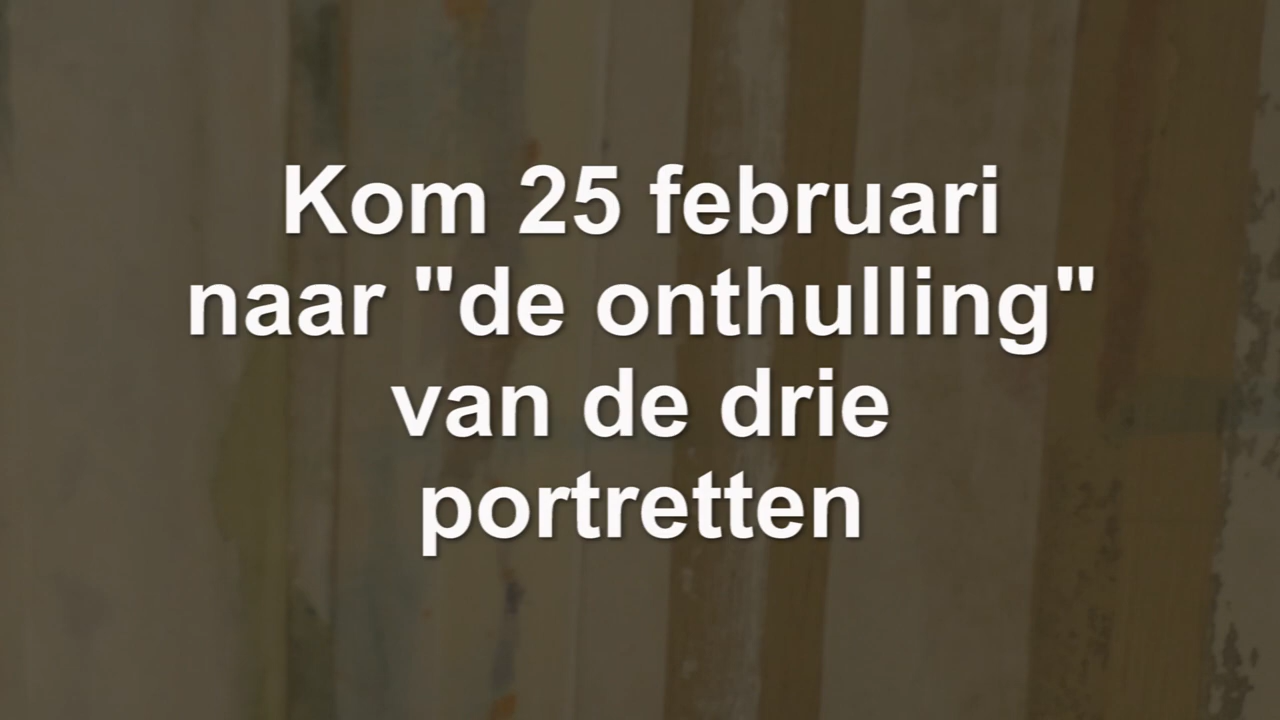 Kom 25 februari
naar "de onthulling"
van de drie
portretten